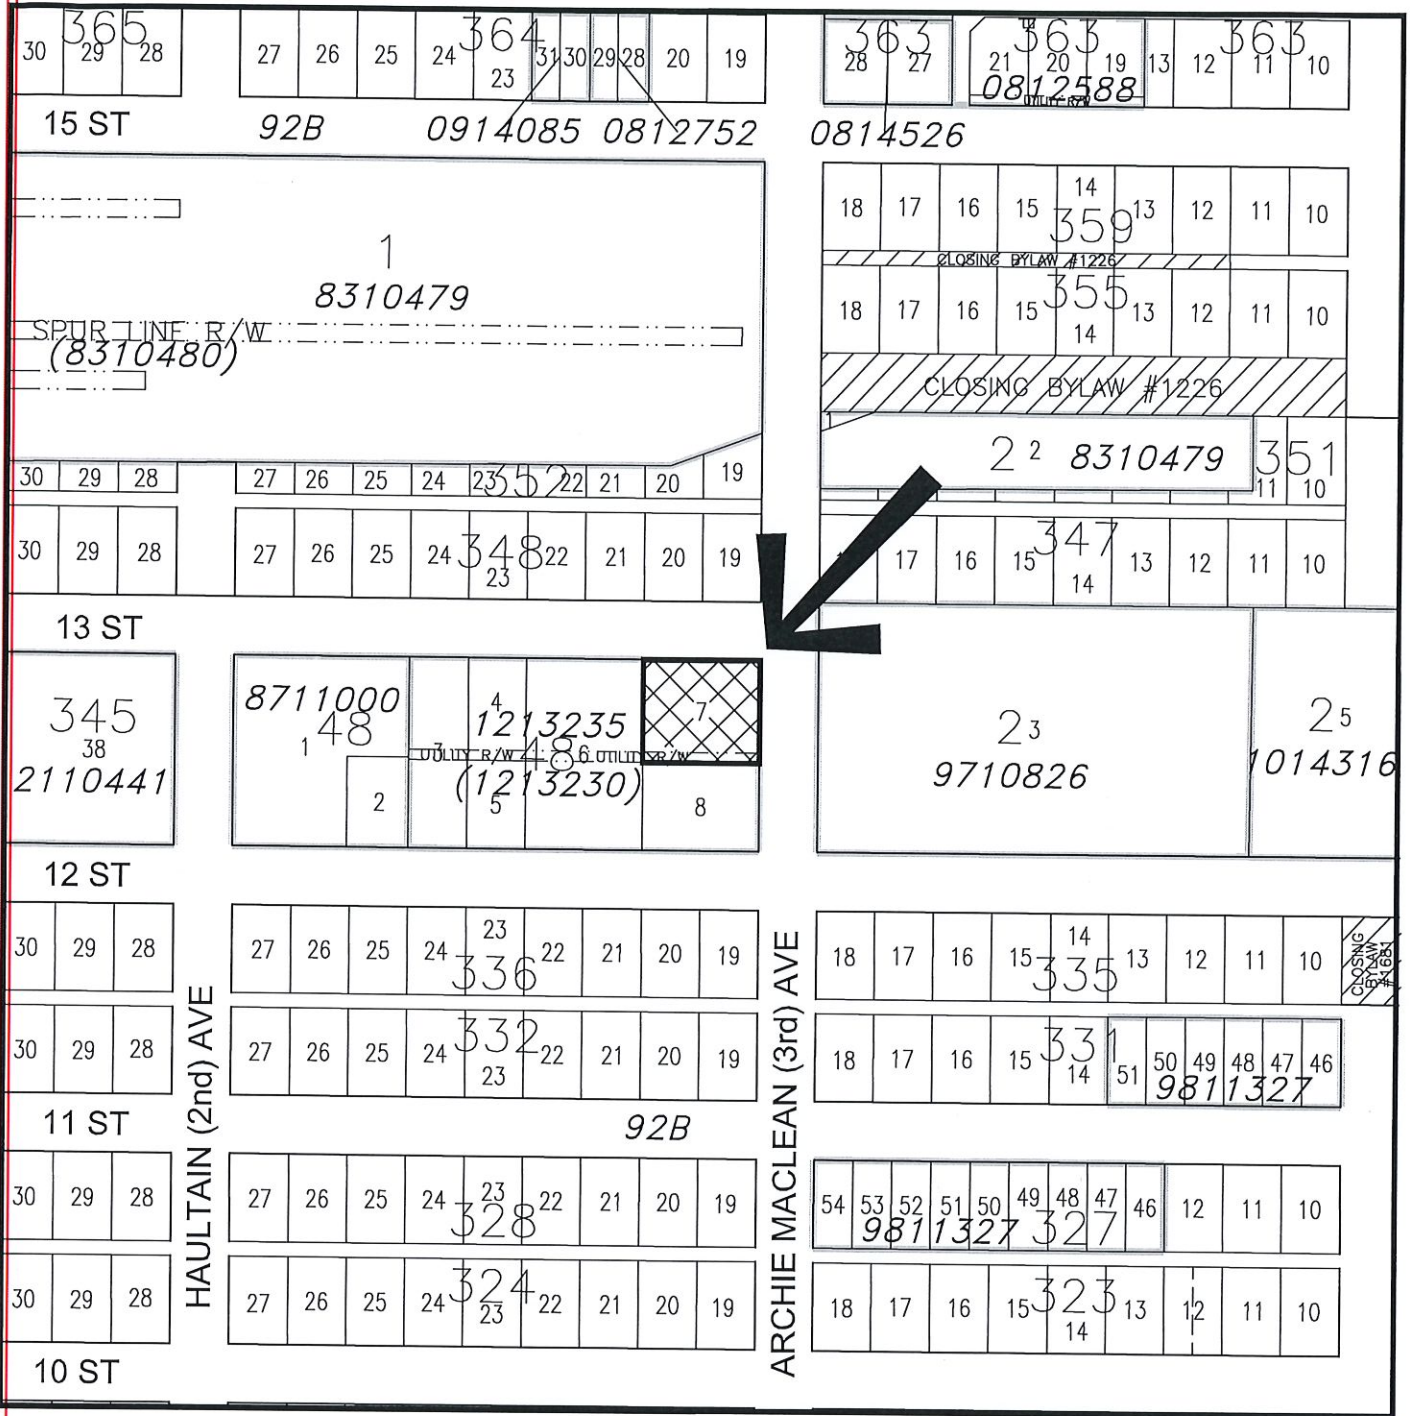 365 364 363 363 363
30 29 28 27 26 25 24 23 31 30 29 28 20 19 28 27 21 20 19 13 12 11 10
0812588
UTILITY R/W
15 ST 92B 0914085 0812752 0814526
18 17 16 15 14 13 12 11 10
359
1
8310479
CLOSING BYLAW #1226
18 17 16 15 14 13 12 11 10
355
SPUR LINE R/W
(8310480)
CLOSING BYLAW #1226
1
2 2 8310479 351
11 10
30 29 28 27 26 25 24 23 22 21 20 19
352
30 29 28 27 26 25 24 23 22 21 20 19
348
17 16 15 14 13 12 11 10
347
13 ST
345
38
2110441
8711000
48
1
2
3
4
1213235
UTILITY R/W 48 6 UTILITY R/W
(1213230)
5
7
8
2 3
9710826
2 5
1014316
12 ST
30 29 28 27 26 25 24 23 22 21 20 19
336
18 17 16 15 14 13 12 11 10
335
CLOSING
BYLAW
#1681
30 29 28 27 26 25 24 23 22 21 20 19
332
18 17 16 15 14 51 50 49 48 47 46
331
9811327
11 ST
92B
HAULTAIN (2nd) AVE
ARCHIE MACLEAN (3rd) AVE
30 29 28 27 26 25 24 23 22 21 20 19
328
54 53 52 51 50 49 48 47 46 12 11 10
9811327 327
30 29 28 27 26 25 24 23 22 21 20 19
324
18 17 16 15 14 13 12 11 10
323
10 ST